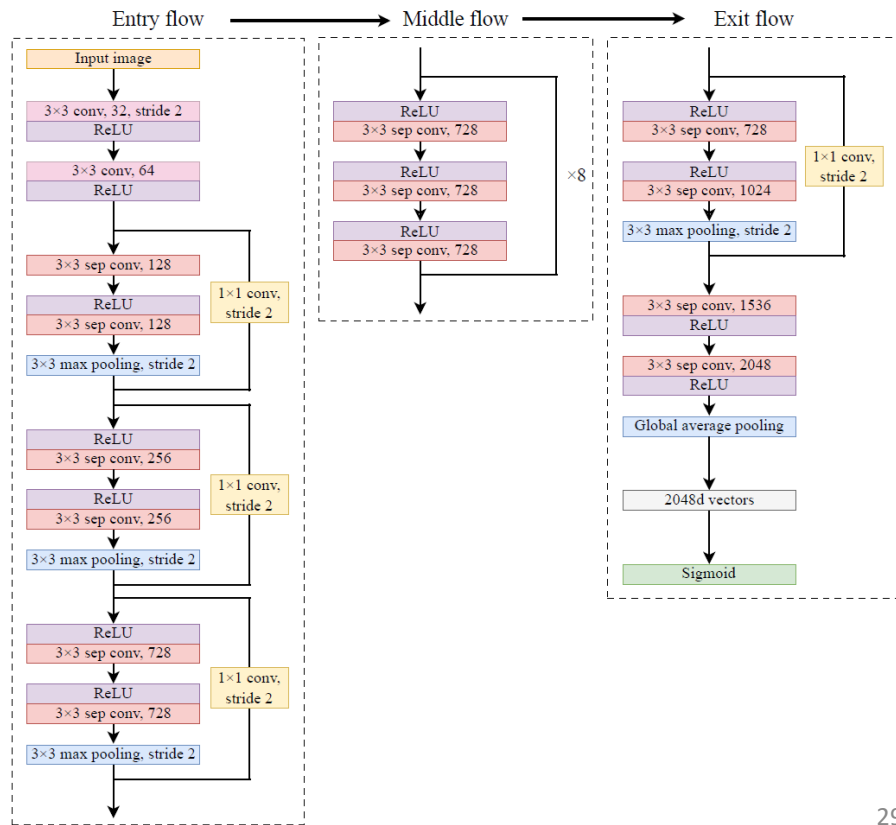 Entry flow
Middle flow
Exit flow
Input image
3×3 conv, 32, stride 2
ReLU
3×3 conv, 64
ReLU
3×3 sep conv, 128
ReLU
3×3 sep conv, 128
3×3 max pooling, stride 2
1×1 conv,
stride 2
ReLU
3×3 sep conv, 256
ReLU
3×3 sep conv, 256
3×3 max pooling, stride 2
1×1 conv,
stride 2
ReLU
3×3 sep conv, 728
ReLU
3×3 sep conv, 728
3×3 max pooling, stride 2
1×1 conv,
stride 2
ReLU
3×3 sep conv, 728
ReLU
3×3 sep conv, 728
ReLU
3×3 sep conv, 728
×8
ReLU
3×3 sep conv, 728
ReLU
3×3 sep conv, 1024
3×3 max pooling, stride 2
1×1 conv,
stride 2
3×3 sep conv, 1536
ReLU
3×3 sep conv, 2048
ReLU
Global average pooling
2048d vectors
Sigmoid
29